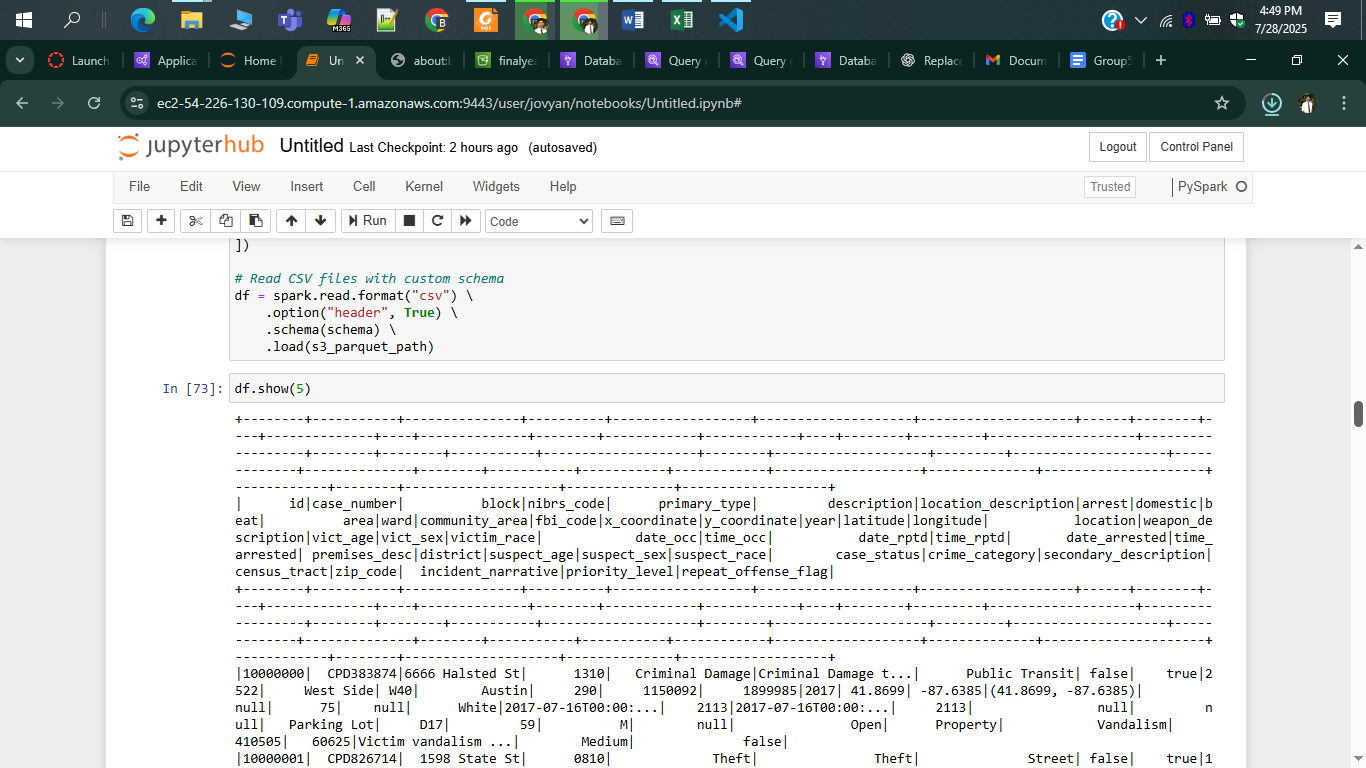 4:49 PM
7/28/2025
Launch
Applica
Home
Un
about:b
finalyea
Databa
Query
Query
Databa
Replace
Docum
GroupS
ec2-54-226-130-109.compute-1.amazonaws.com:9443/user/jovyan/notebooks/Untitled.ipynb#
jupyterhub Untitled Last Checkpoint: 2 hours ago (autosaved)
Logout Control Panel
File Edit View Insert Cell Kernel Widgets Help
Trusted PySpark
Run Code
])
# Read CSV files with custom schema
df = spark.read.format("csv") \
.option("header", True) \
.schema(schema) \
.load(s3_parquet_path)
In [73]: df.show(5)
| id|case_number| block|nibrs_code| primary_type| description|location_description|arrest|domestic|b
eat| area|ward|community_area|fbi_code|x_coordinate|y_coordinate|year|latitude|longitude| location|weapon_de
scription|vict_age|vict_sex|victim_race| date_occ|time_occ| date_rptd|time_rptd| date_arrested|time_
arrested| premises_desc|district|suspect_age|suspect_sex|suspect_race| case_status|crime_category|secondary_description|
census_tract|zip_code| incident_narrative|priority_level|repeat_offense_flag|
|10000000| CPD383874|6666 Halsted St| 1310| Criminal Damage|Criminal Damage t...| Public Transit| false| true|2
522| West Side| W40| Austin| 290| 1150092| 1899985|2017| 41.8699| -87.6385|(41.8699, -87.6385)|
null| 75| null| White|2017-07-16T00:00:...| 2113|2017-07-16T00:00:...| 2113| null| n
ull| Parking Lot| D17| 59| M| null| Open| Property| Vandalism|
410505| 60625|Victim vandalism ...| Medium| false|
|10000001| CPD826714| 1598 State St| 0810| Theft| Theft| Street| false| true|1